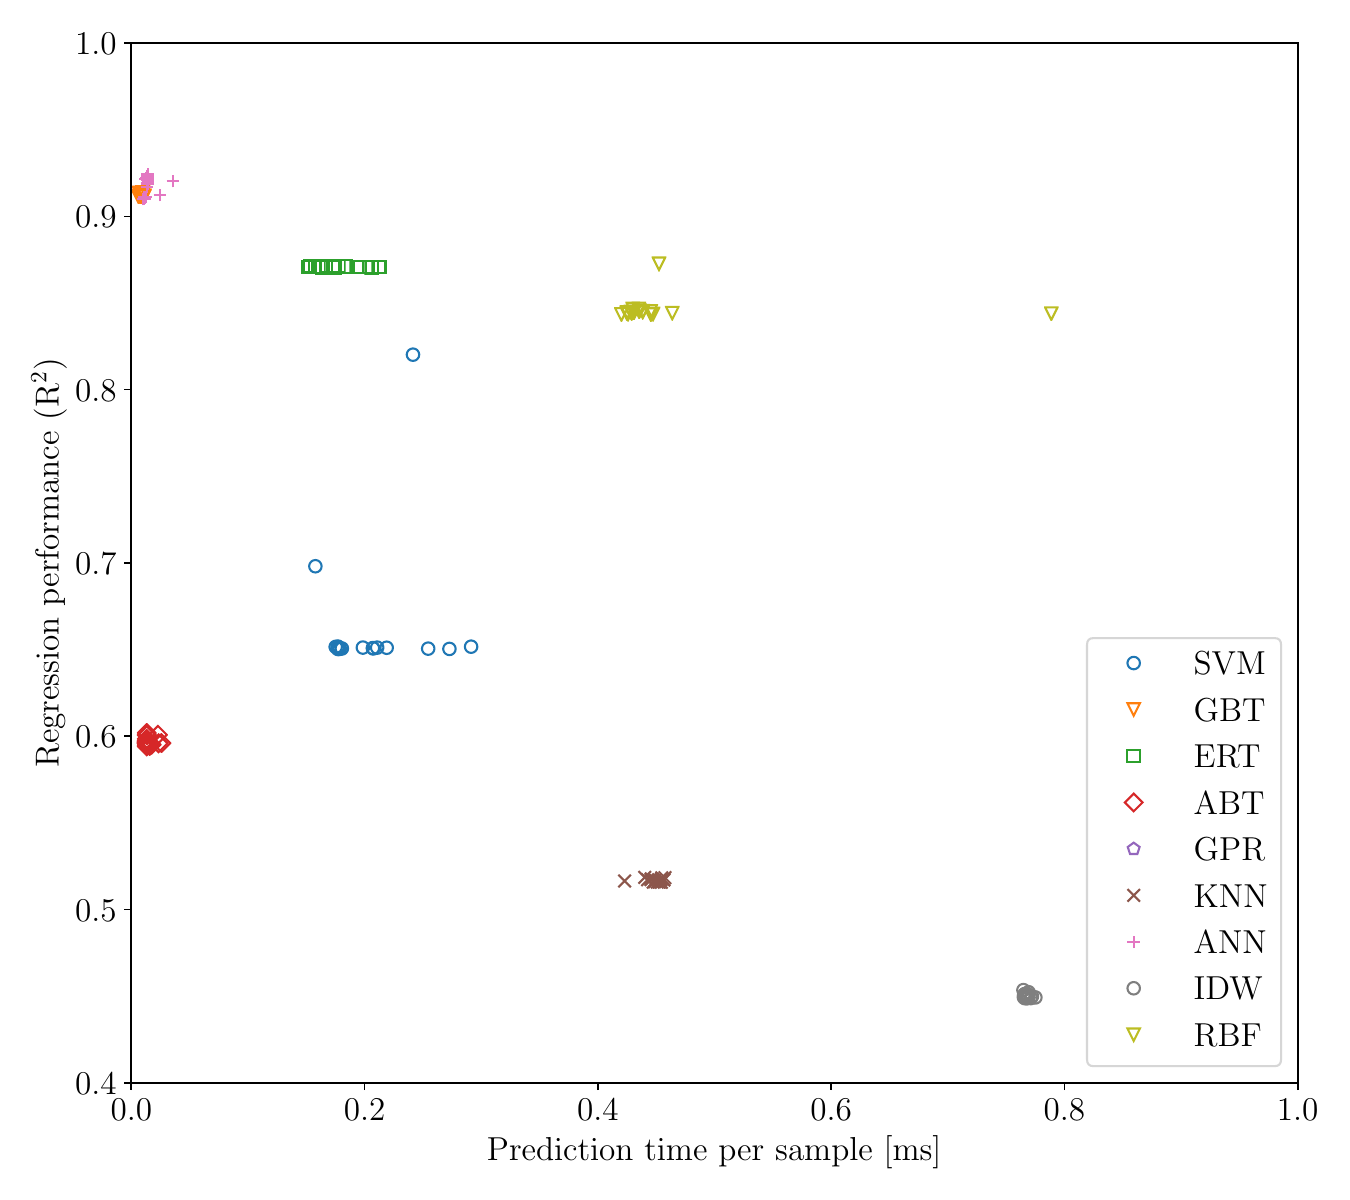 1.0
0.9
0.8
0.7
0.6
0.5
0.4
Regression performance (R²)
0.0 0.2 0.4 0.6 0.8 1.0
Prediction time per sample [ms]
SVM
GBT
ERT
ABT
GPR
KNN
ANN
IDW
RBF